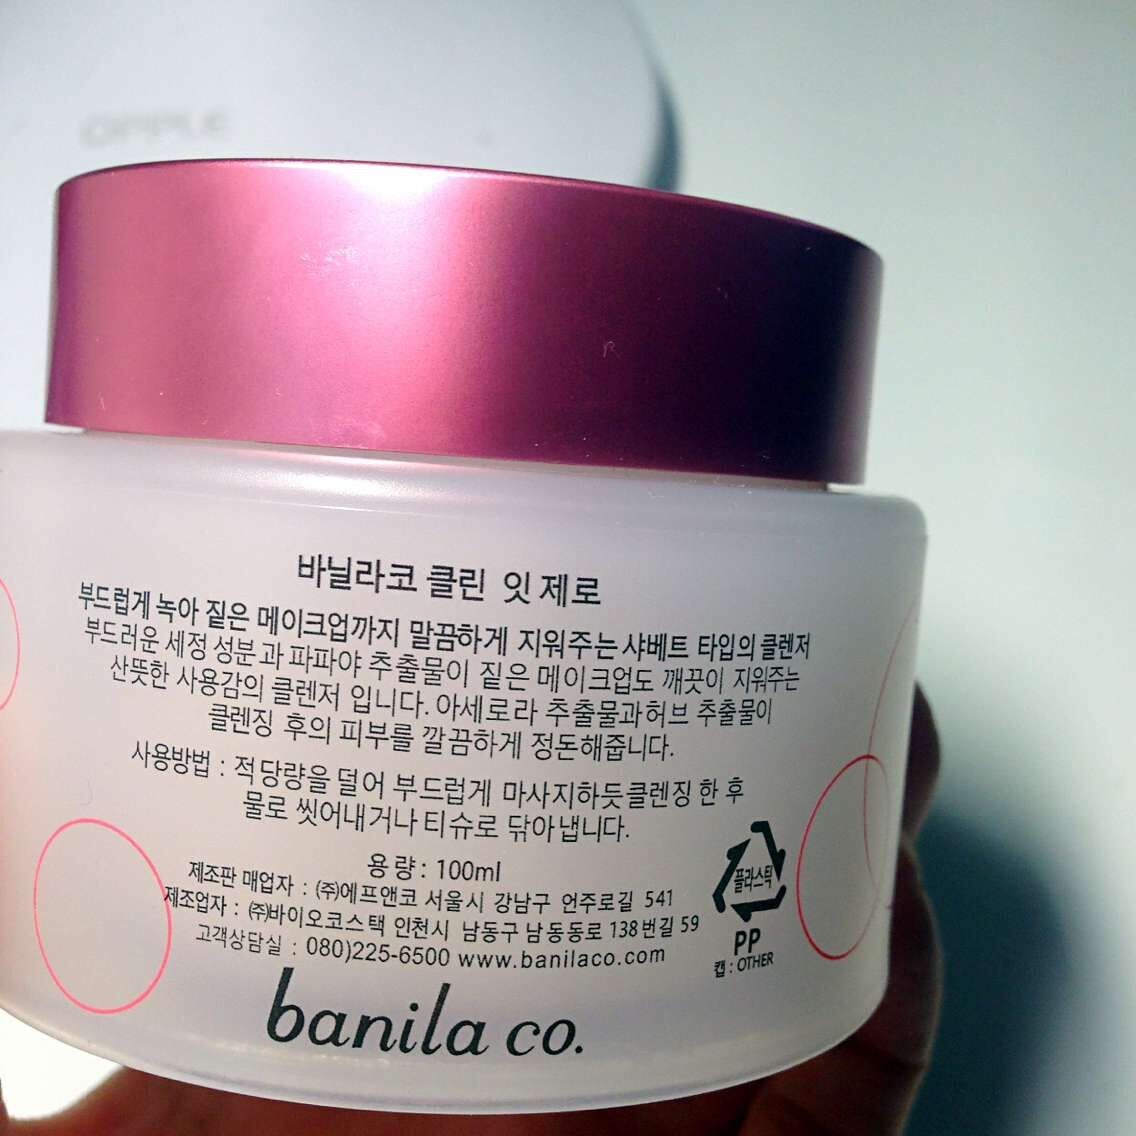 OPPLE
바닐라코 클린 잇 제로
부드럽게 녹아 짙은 메이크업까지 말끔하게 지워주는 샤베트 타입의 클렌저
부드러운 세정 성분과 파파야 추출물이 짙은 메이크업도 깨끗이 지워주는
산뜻한 사용감의 클렌저 입니다. 아세로라 추출물과 허브 추출물이
클렌징 후의 피부를 깔끔하게 정돈해줍니다.
사용방법 : 적당량을 덜어 부드럽게 마사지하듯 클렌징 한 후
물로 씻어내거나 티슈로 닦아냅니다.
용량 : 100ml
제조판 매업자 : ㈜에프앤코 서울시 강남구 언주로길 541
제조업자 : ㈜바이오코스택 인천시 남동구 남동동로 138번길 59
고객상담실 : 080)225-6500 www.banilaco.com
플라스틱
PP
캡 : OTHER
banila co.